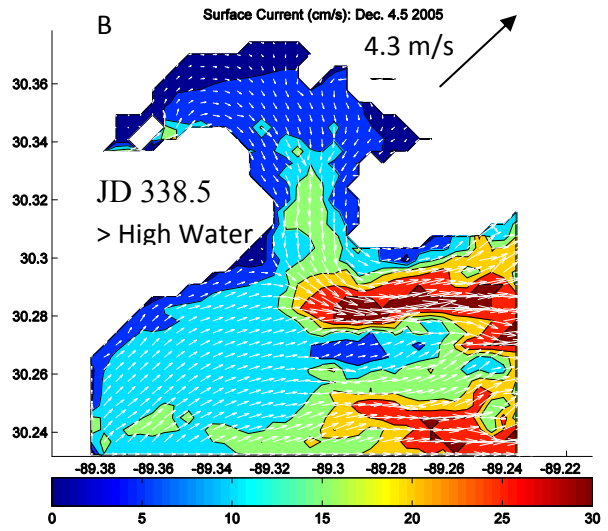 Surface Current (cm/s): Dec. 4.5 2005
B
4.3 m/s
30.36
30.34
JD 338.5
30.32
> High Water
30.3
30.28
30.26
30.24
-89.38 -89.36 -89.34 -89.32 -89.3 -89.28 -89.26 -89.24 -89.22
0 5 10 15 20 25 30